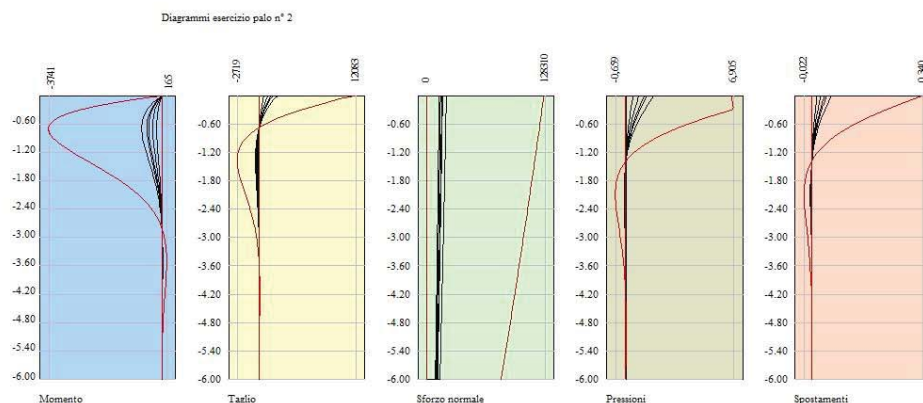 Diagrammi esercizio palo n° 2
-3741 165
-2719 12083
0 128310
-0,659 6,905
-0,022 0,340
-0.60 -0.60 -0.60 -0.60 -0.60
-1.20 -1.20 -1.20 -1.20 -1.20
-1.80 -1.80 -1.80 -1.80 -1.80
-2.40 -2.40 -2.40 -2.40 -2.40
-3.00 -3.00 -3.00 -3.00 -3.00
-3.60 -3.60 -3.60 -3.60 -3.60
-4.20 -4.20 -4.20 -4.20 -4.20
-4.80 -4.80 -4.80 -4.80 -4.80
-5.40 -5.40 -5.40 -5.40 -5.40
-6.00 -6.00 -6.00 -6.00 -6.00
Momento Taglio Sforzo normale Pressioni Spostamenti